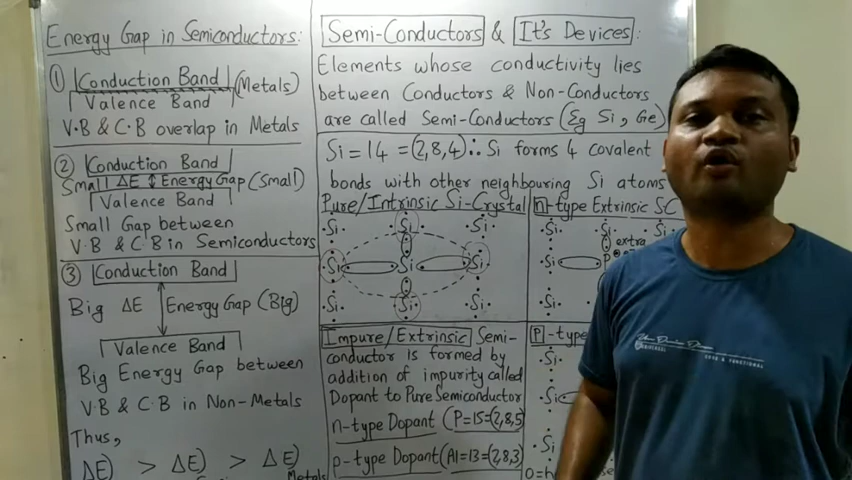 Energy Gap in Semiconductors:
① Conduction Band (Metals)
Valence Band
V.B & C.B overlap in Metals
② Conduction Band
Small ΔE ↕ Energy Gap (Small)
Valence Band
Small Gap between
V.B & C.B in Semiconductors
③ Conduction Band
Big ΔE Energy Gap (Big)
Valence Band
Big Energy Gap between
V.B & C.B in Non-Metals
Thus,
ΔE) > ΔE) > ΔE)
Metals
Semi-Conductors & It's Devices:
Elements whose conductivity lies
between Conductors & Non-Conductors
are called Semi-Conductors (Eg Si, Ge)
Si = 14 = (2,8,4) ∴ Si forms 4 covalent
bonds with other neighbouring Si atoms
Pure/Intrinsic Si-Crystal
Si Si Si
Si Si Si
Si Si Si
n-type Extrinsic SC
Si Si Si
extra
Si P
Si
Impure/Extrinsic Semi-
conductor is formed by
addition of impurity called
Dopant to Pure Semiconductor
n-type Dopant (P=15=(2,8,5)
p-type Dopant (Al=13=(2,8,3)
P-type
Si
Si
Si